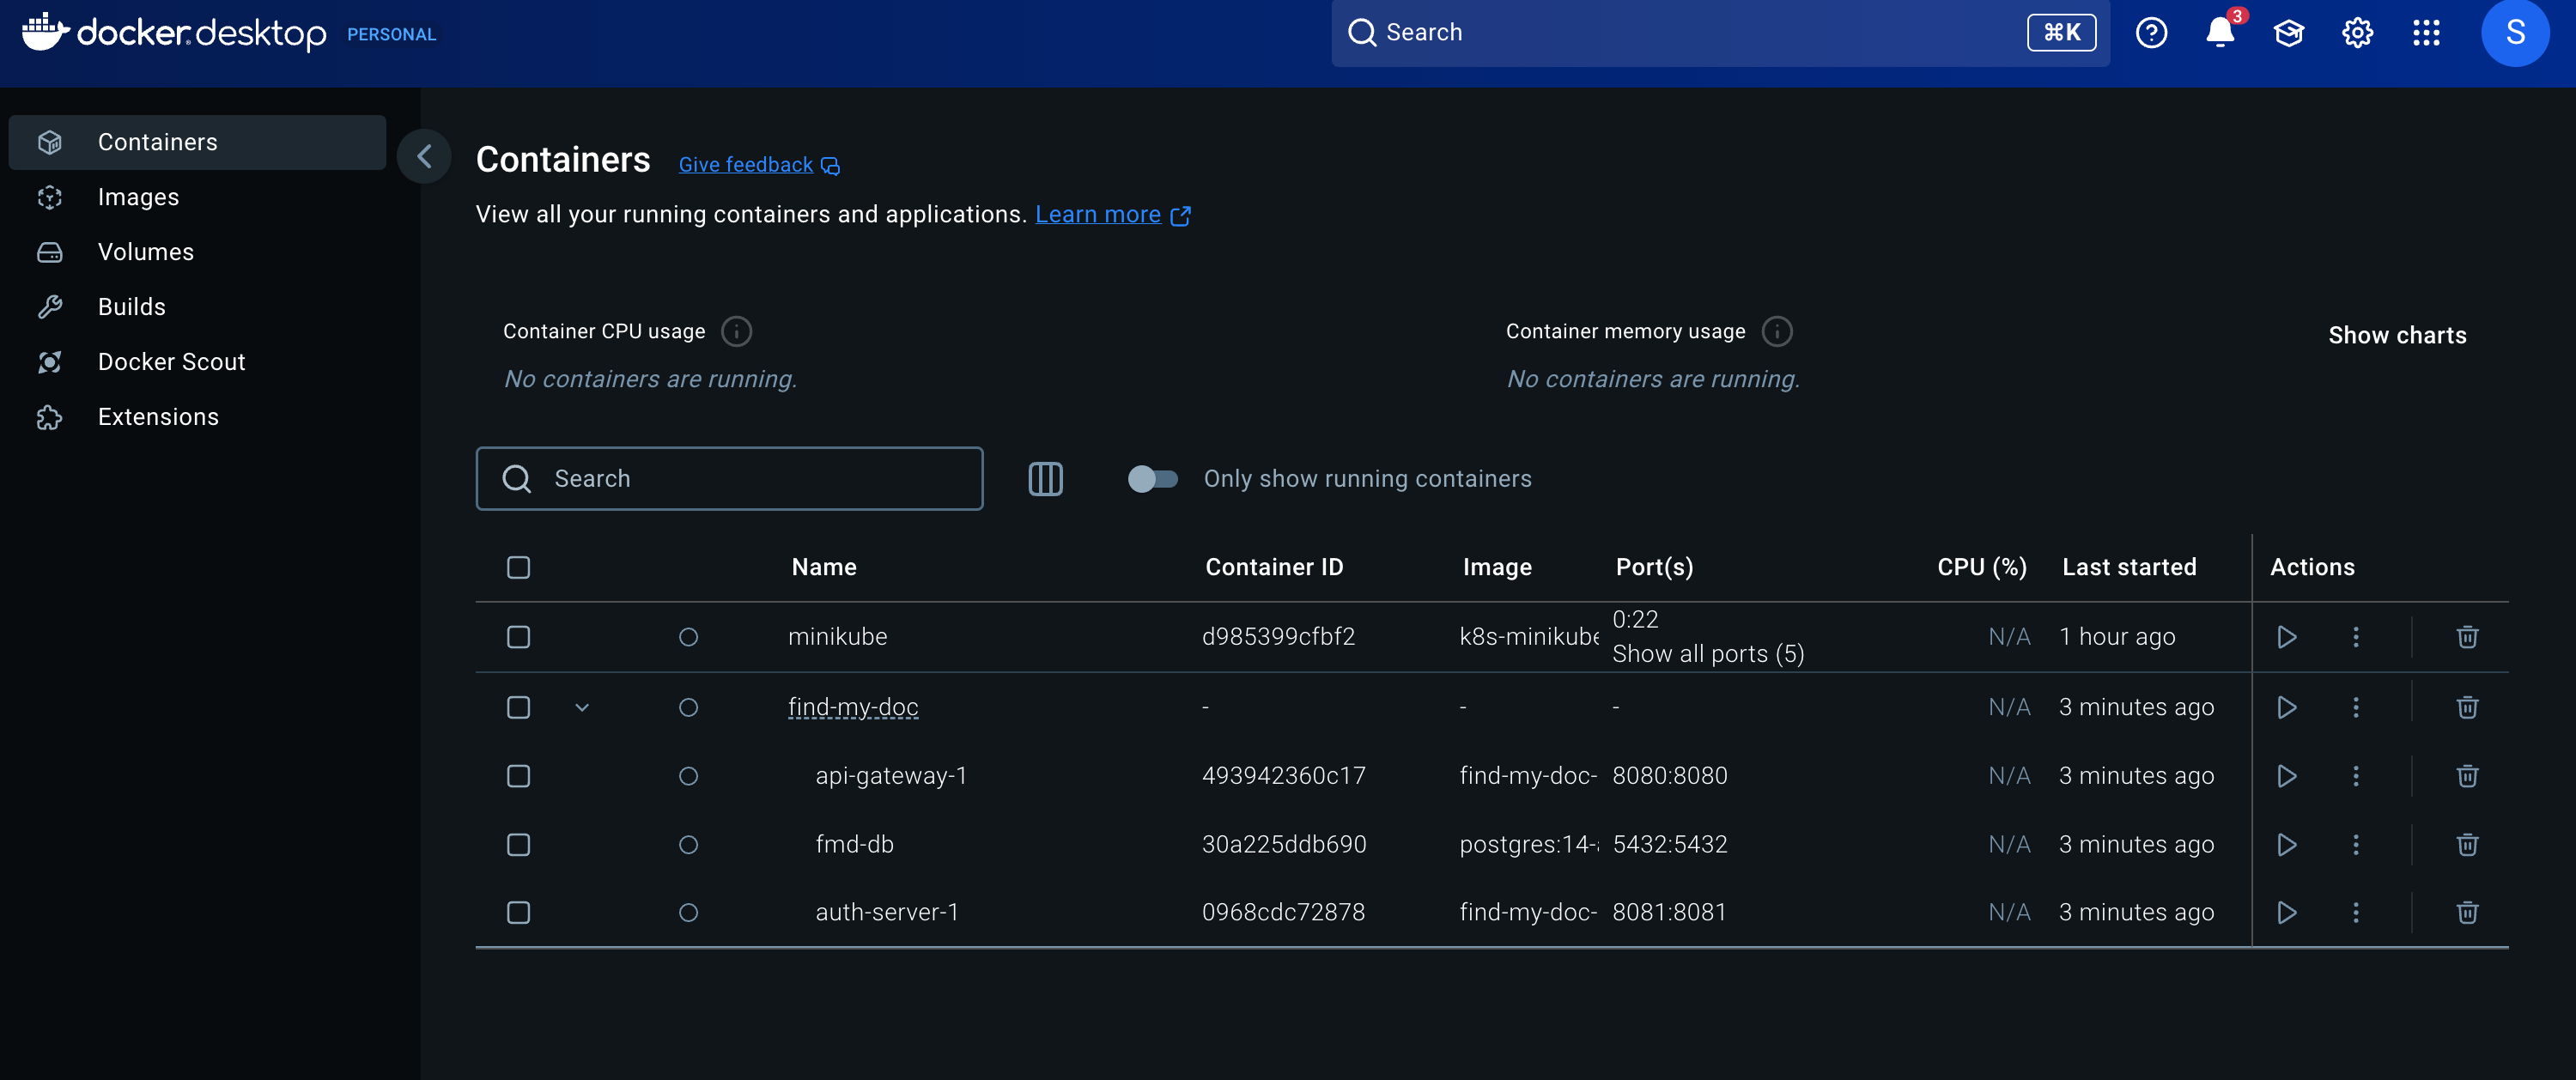 docker desktop PERSONAL
Search
⌘K
3
S
Containers
Images
Volumes
Builds
Docker Scout
Extensions
Containers Give feedback
View all your running containers and applications. Learn more
Container CPU usage
No containers are running.
Container memory usage
No containers are running.
Show charts
Search
Only show running containers
Name Container ID Image Port(s) CPU (%) Last started Actions
minikube d985399cfbf2 k8s-minikube 0:22 N/A 1 hour ago
Show all ports (5)
find-my-doc - - - N/A 3 minutes ago
api-gateway-1 493942360c17 find-my-doc- 8080:8080 N/A 3 minutes ago
fmd-db 30a225ddb690 postgres:14-a 5432:5432 N/A 3 minutes ago
auth-server-1 0968cdc72878 find-my-doc- 8081:8081 N/A 3 minutes ago